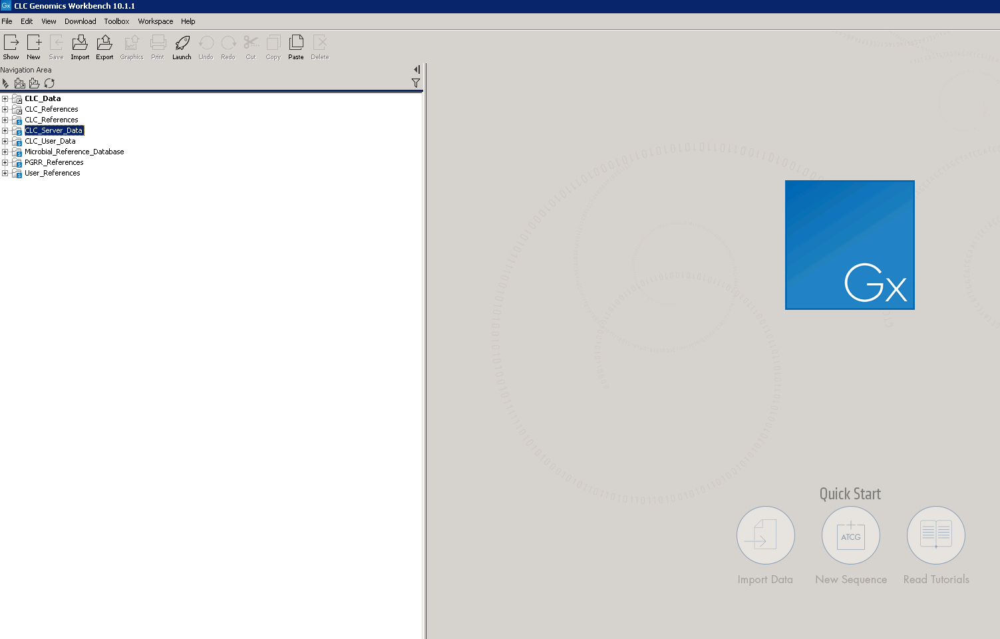 Gx CLC Genomics Workbench 10.1.1
File Edit View Download Toolbox Workspace Help
Show New Save Import Export Graphics Print Launch Undo Redo Cut Copy Paste Delete
Navigation Area
CLC_Data
CLC_References
CLC_References
CLC_Server_Data
CLC_User_Data
Microbial_Reference_Database
PGRR_References
User_References
Gx
Quick Start
ATCG
Import Data New Sequence Read Tutorials